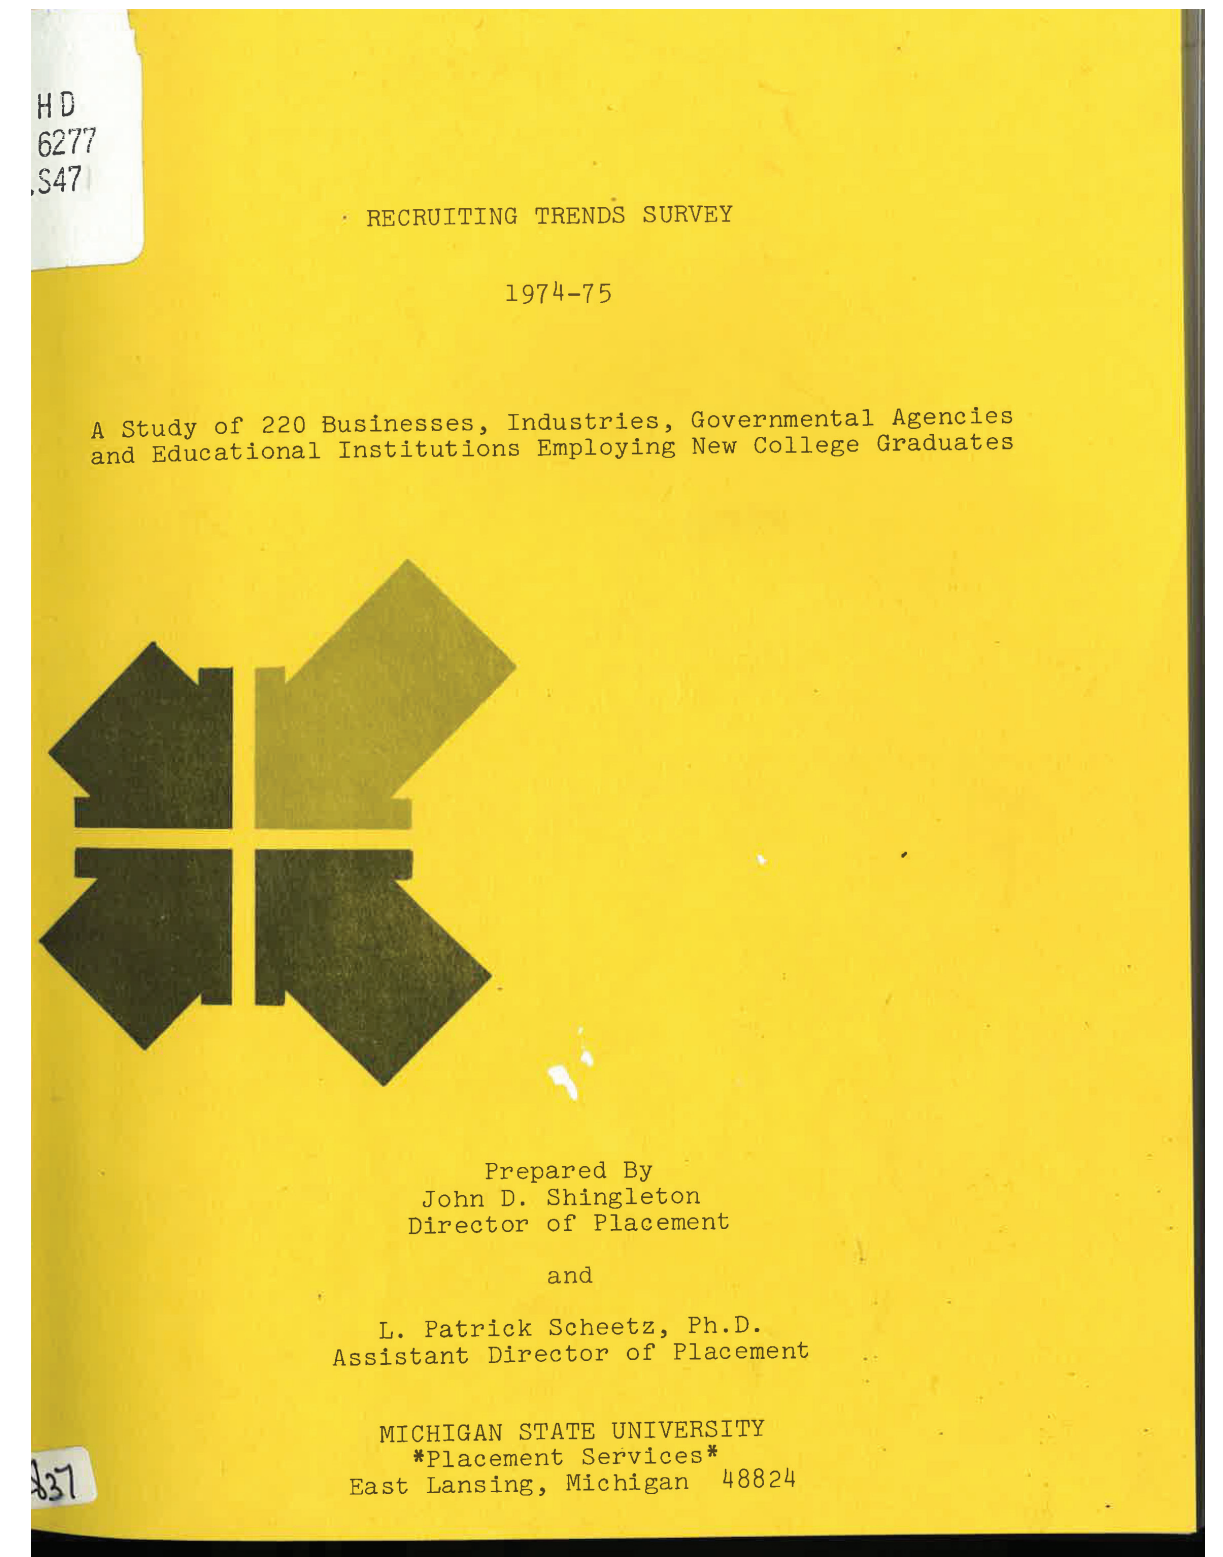 HD
6277
.S47
RECRUITING TRENDS SURVEY
1974-75
A Study of 220 Businesses, Industries, Governmental Agencies
and Educational Institutions Employing New College Graduates
Prepared By
John D. Shingleton
Director of Placement
and
L. Patrick Scheetz, Ph.D.
Assistant Director of Placement
MICHIGAN STATE UNIVERSITY
*Placement Services*
East Lansing, Michigan 48824